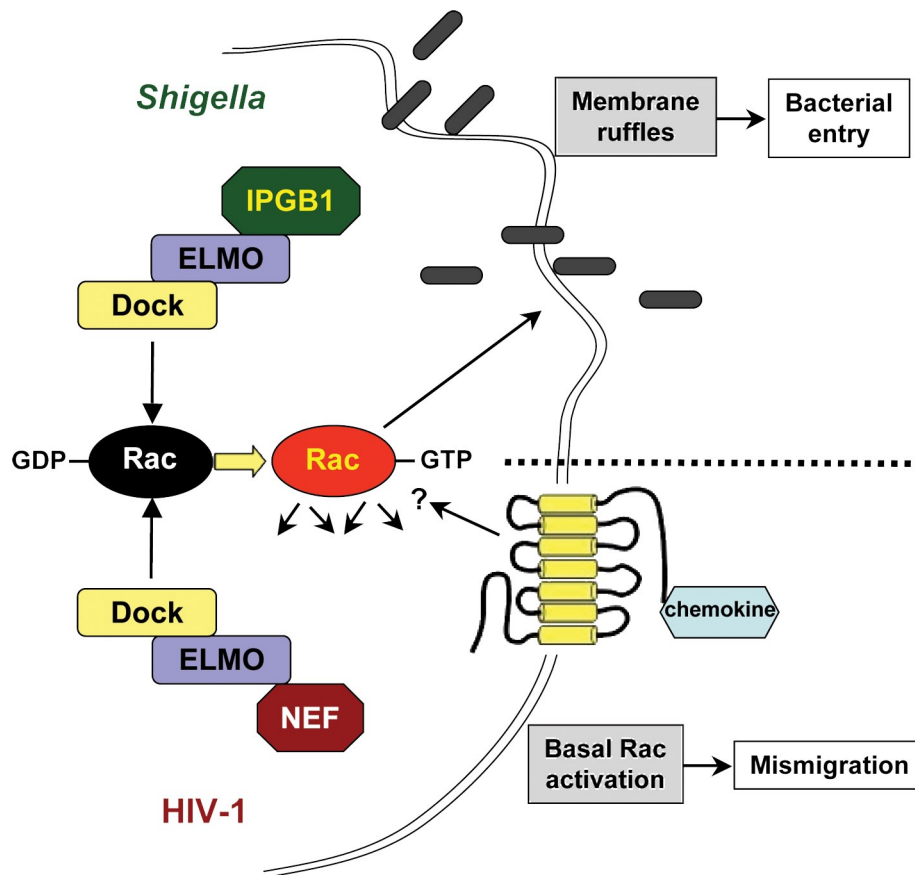 Shigella
Membrane
ruffles
Bacterial
entry
IPGB1
ELMO
Dock
GDP
Rac
Rac
GTP
?
Dock
ELMO
NEF
chemokine
HIV-1
Basal Rac
activation
Mismigration